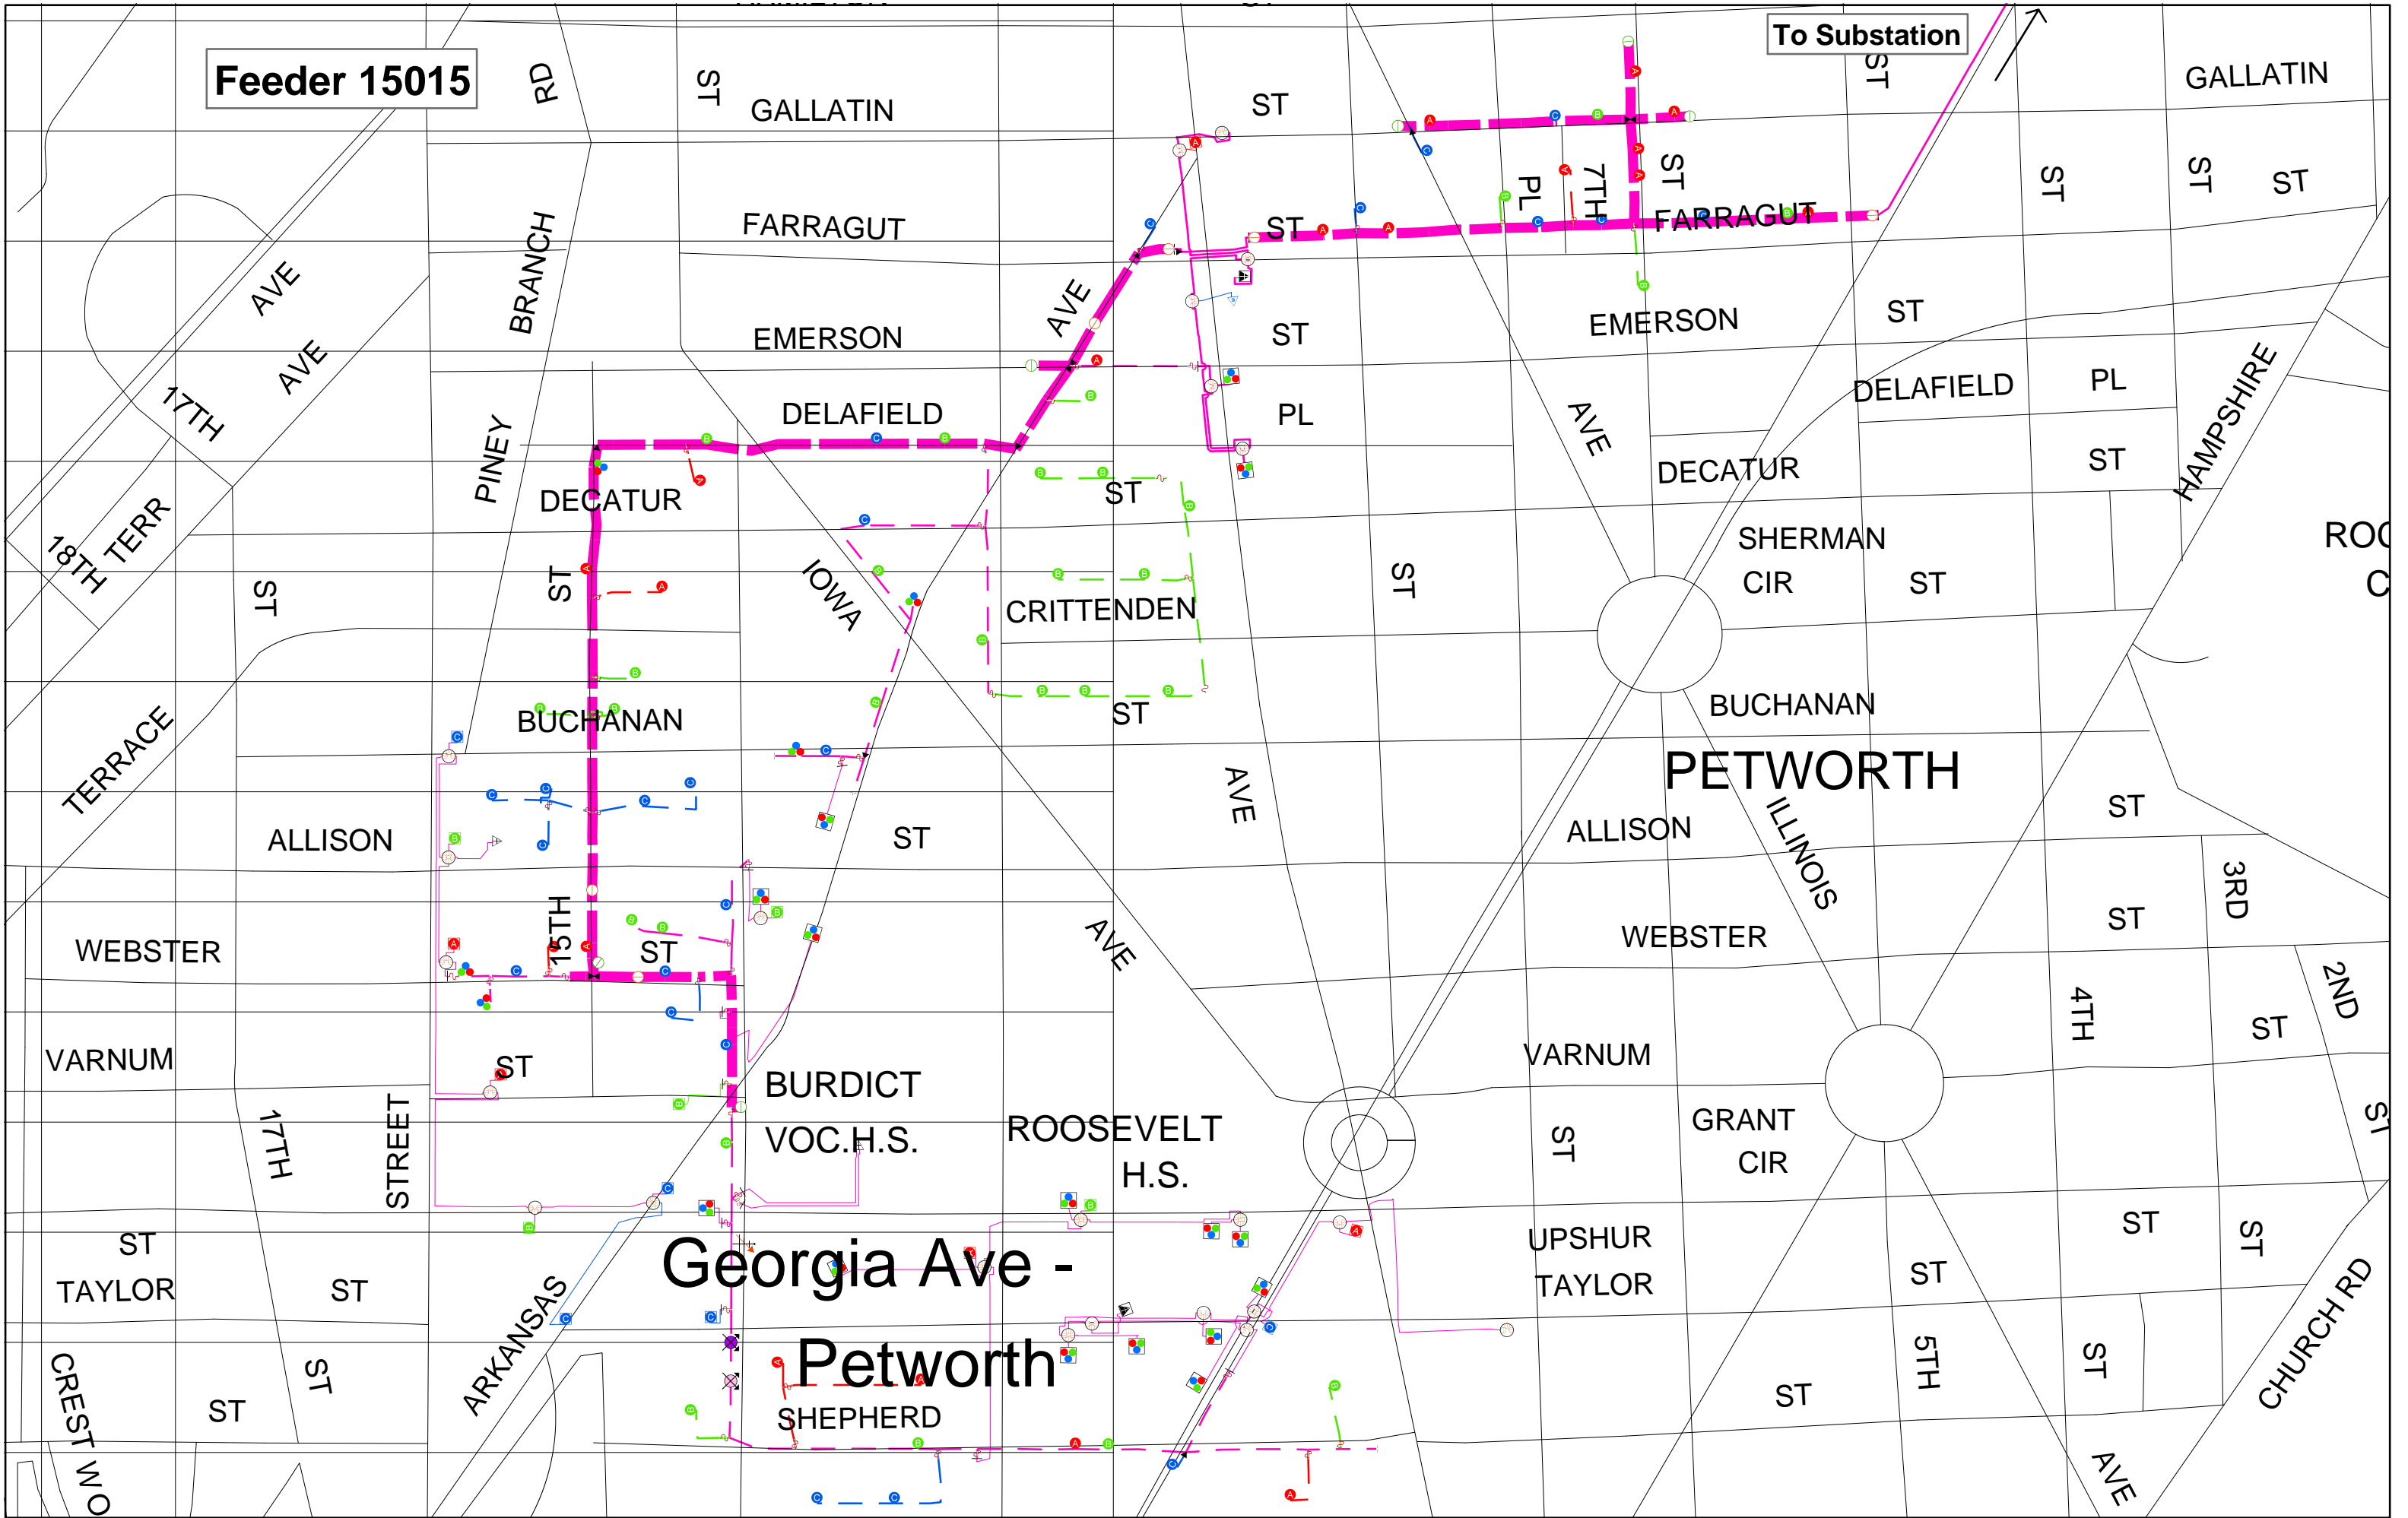 Feeder 15015
To Substation
RD
ST
GALLATIN
ST
ST
GALLATIN
AVE
BRANCH
FARRAGUT
AVE
ST
PL
7TH
ST
FARRAGUT
ST
ST
ST
17TH
AVE
EMERSON
ST
EMERSON
ST
DELAFIELD
PL
AVE
DELAFIELD
PL
HAMPSHIRE
18TH
TERR
PINEY
DECATUR
ST
DECATUR
ST
ST
ST
IOWA
CRITTENDEN
ST
SHERMAN
CIR
ST
TERRACE
BUCHANAN
ST
BUCHANAN
PETWORTH
ALLISON
ST
AVE
ALLISON
ILLINOIS
ST
WEBSTER
15TH
ST
AVE
WEBSTER
ST
3RD
VARNUM
ST
BURDICT
VOC.H.S.
ROOSEVELT
H.S.
VARNUM
4TH
ST
2ND
17TH
STREET
ST
GRANT
CIR
ST
ST
TAYLOR
ST
ARKANSAS
Georgia Ave -
Petworth
UPSHUR
TAYLOR
ST
ST
ST
CREST WO
ST
ST
SHEPHERD
ST
5TH
ST
AVE
CHURCH RD